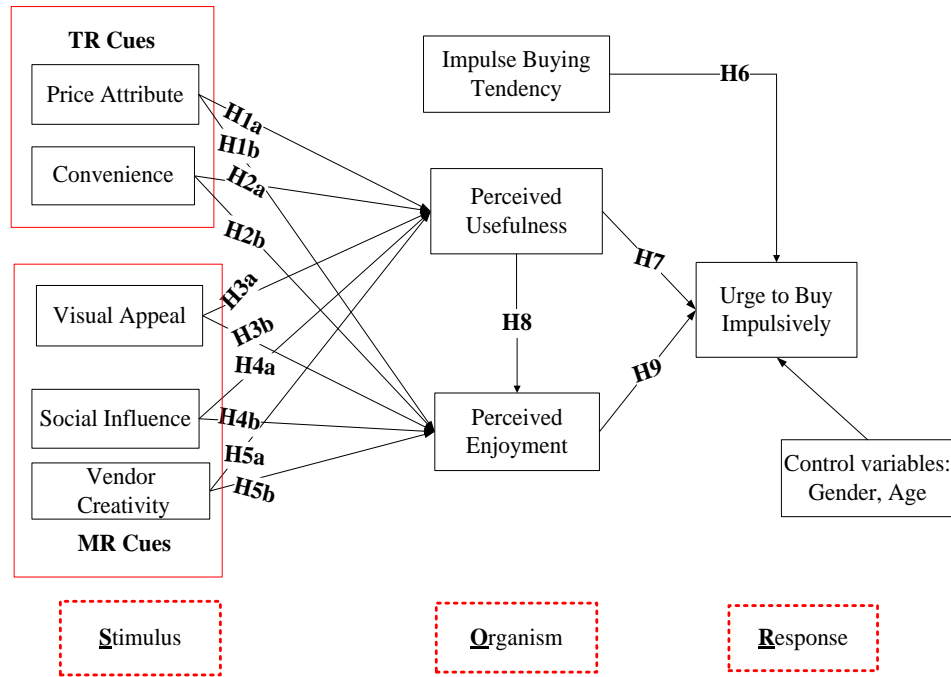 TR Cues
Price Attribute
Convenience
Visual Appeal
Social Influence
Vendor
Creativity
MR Cues
H1a
H1b
H2a
H2b
H3a
H3b
H4a
H4b
H5a
H5b
Impulse Buying
Tendency
H6
Perceived
Usefulness
H7
H8
Perceived
Enjoyment
H9
Urge to Buy
Impulsively
Control variables:
Gender, Age
Stimulus
Organism
Response